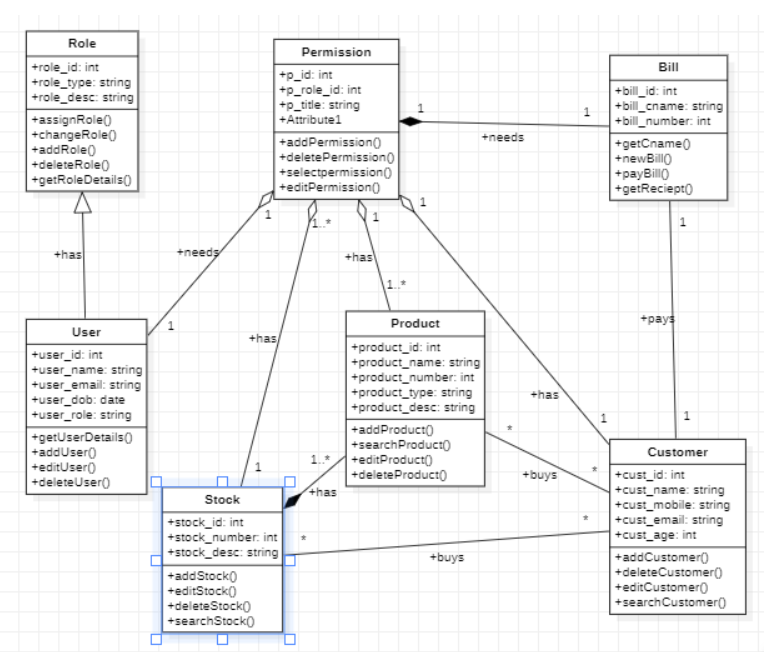 Role
+role_id: int
+role_type: string
+role_desc: string
+assignRole()
+changeRole()
+addRole()
+deleteRole()
+getRoleDetails()
Permission
+p_id: int
+p_role_id: int
+p_title: string
+Attribute1
+addPermission()
+deletePermission()
+selectpermission()
+editPermission()
Bill
+bill_id: int
+bill_cname: string
+bill_number: int
+getCname()
+newBill()
+payBill()
+getReciept()
1
1
+needs
1
1..*
1
1
1
+has
+needs
+has
1..*
+has
+pays
1
User
+user_id: int
+user_name: string
+user_email: string
+user_dob: date
+user_role: string
+getUserDetails()
+addUser()
+editUser()
+deleteUser()
Product
+product_id: int
+product_name: string
+product_number: int
+product_type: string
+product_desc: string
+addProduct()
+searchProduct()
+editProduct()
+deleteProduct()
+has
1
1
*
*
+buys
1
1..*
+has
Stock
+stock_id: int
+stock_number: int
+stock_desc: string
+addStock()
+editStock()
+deleteStock()
+searchStock()
*
*
+buys
Customer
+cust_id: int
+cust_name: string
+cust_mobile: string
+cust_email: string
+cust_age: int
+addCustomer()
+deleteCustomer()
+editCustomer()
+searchCustomer()